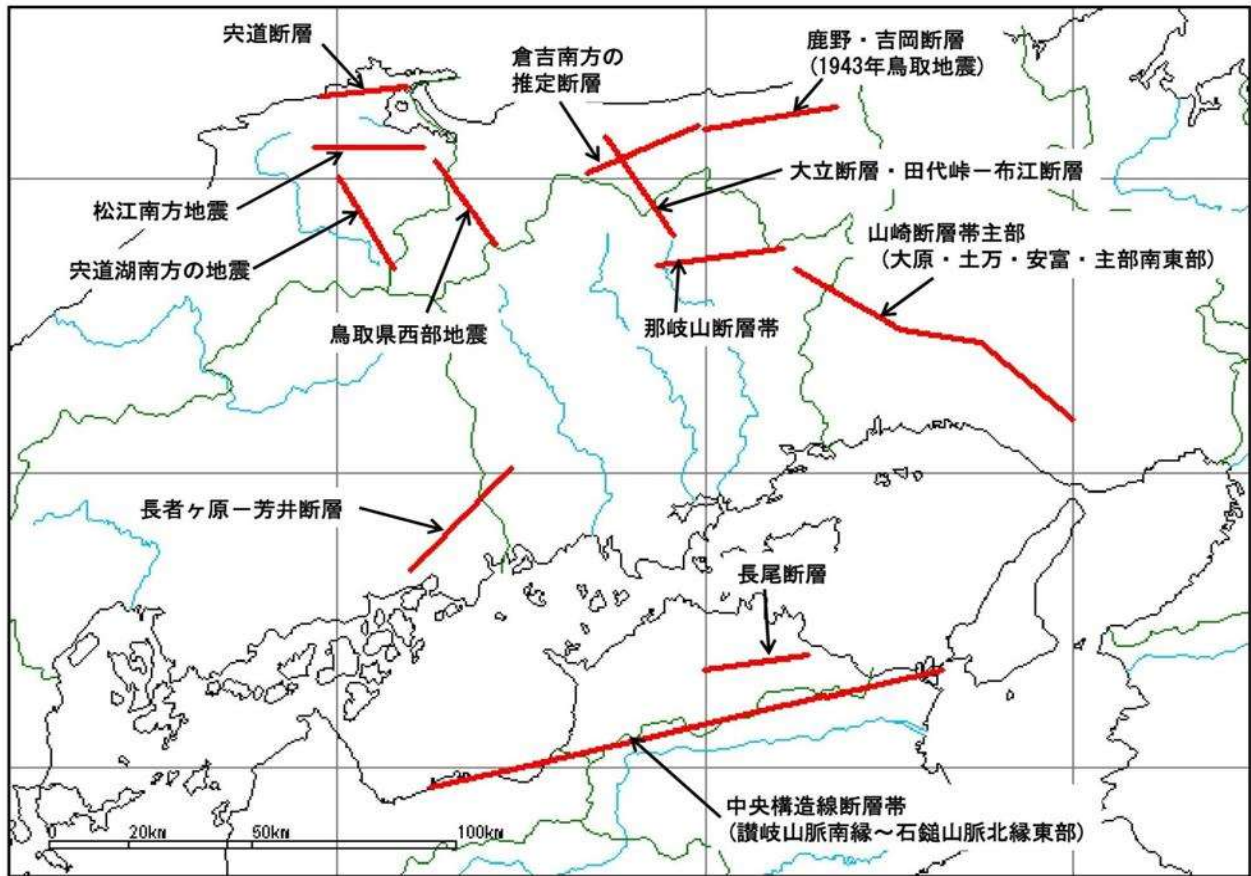 宍道断層
倉吉南方の
推定断層
鹿野・吉岡断層
(1943年鳥取地震)
大立断層・田代峠－布江断層
松江南方地震
山崎断層帯主部
(大原・土万・安富・主部南東部)
宍道湖南方の地震
鳥取県西部地震
那岐山断層帯
長者ヶ原－芳井断層
長尾断層
中央構造線断層帯
(讃岐山脈南縁～石鎚山脈北縁東部)
0 20km 50km 100km